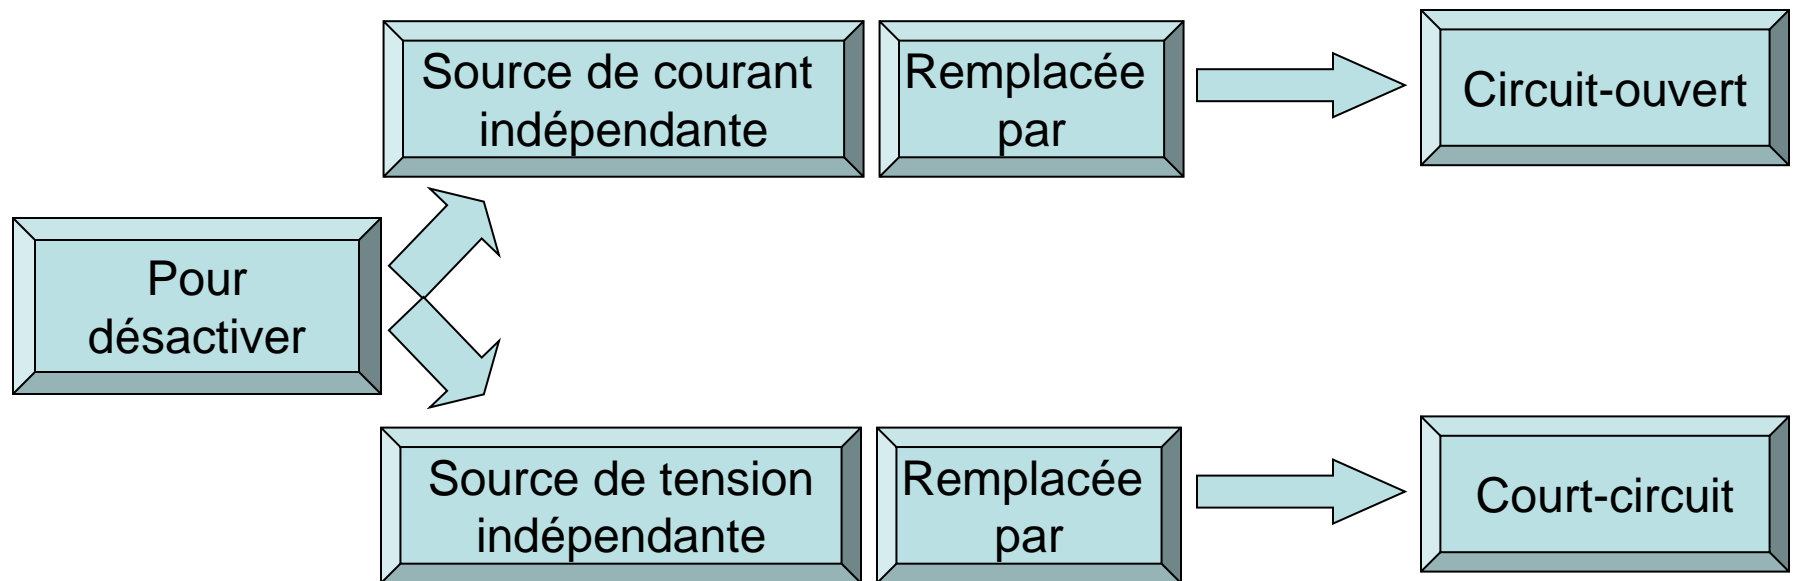 Source de courant
indépendante
Remplacée
par
Circuit-ouvert
Pour
désactiver
Source de tension
indépendante
Remplacée
par
Court-circuit